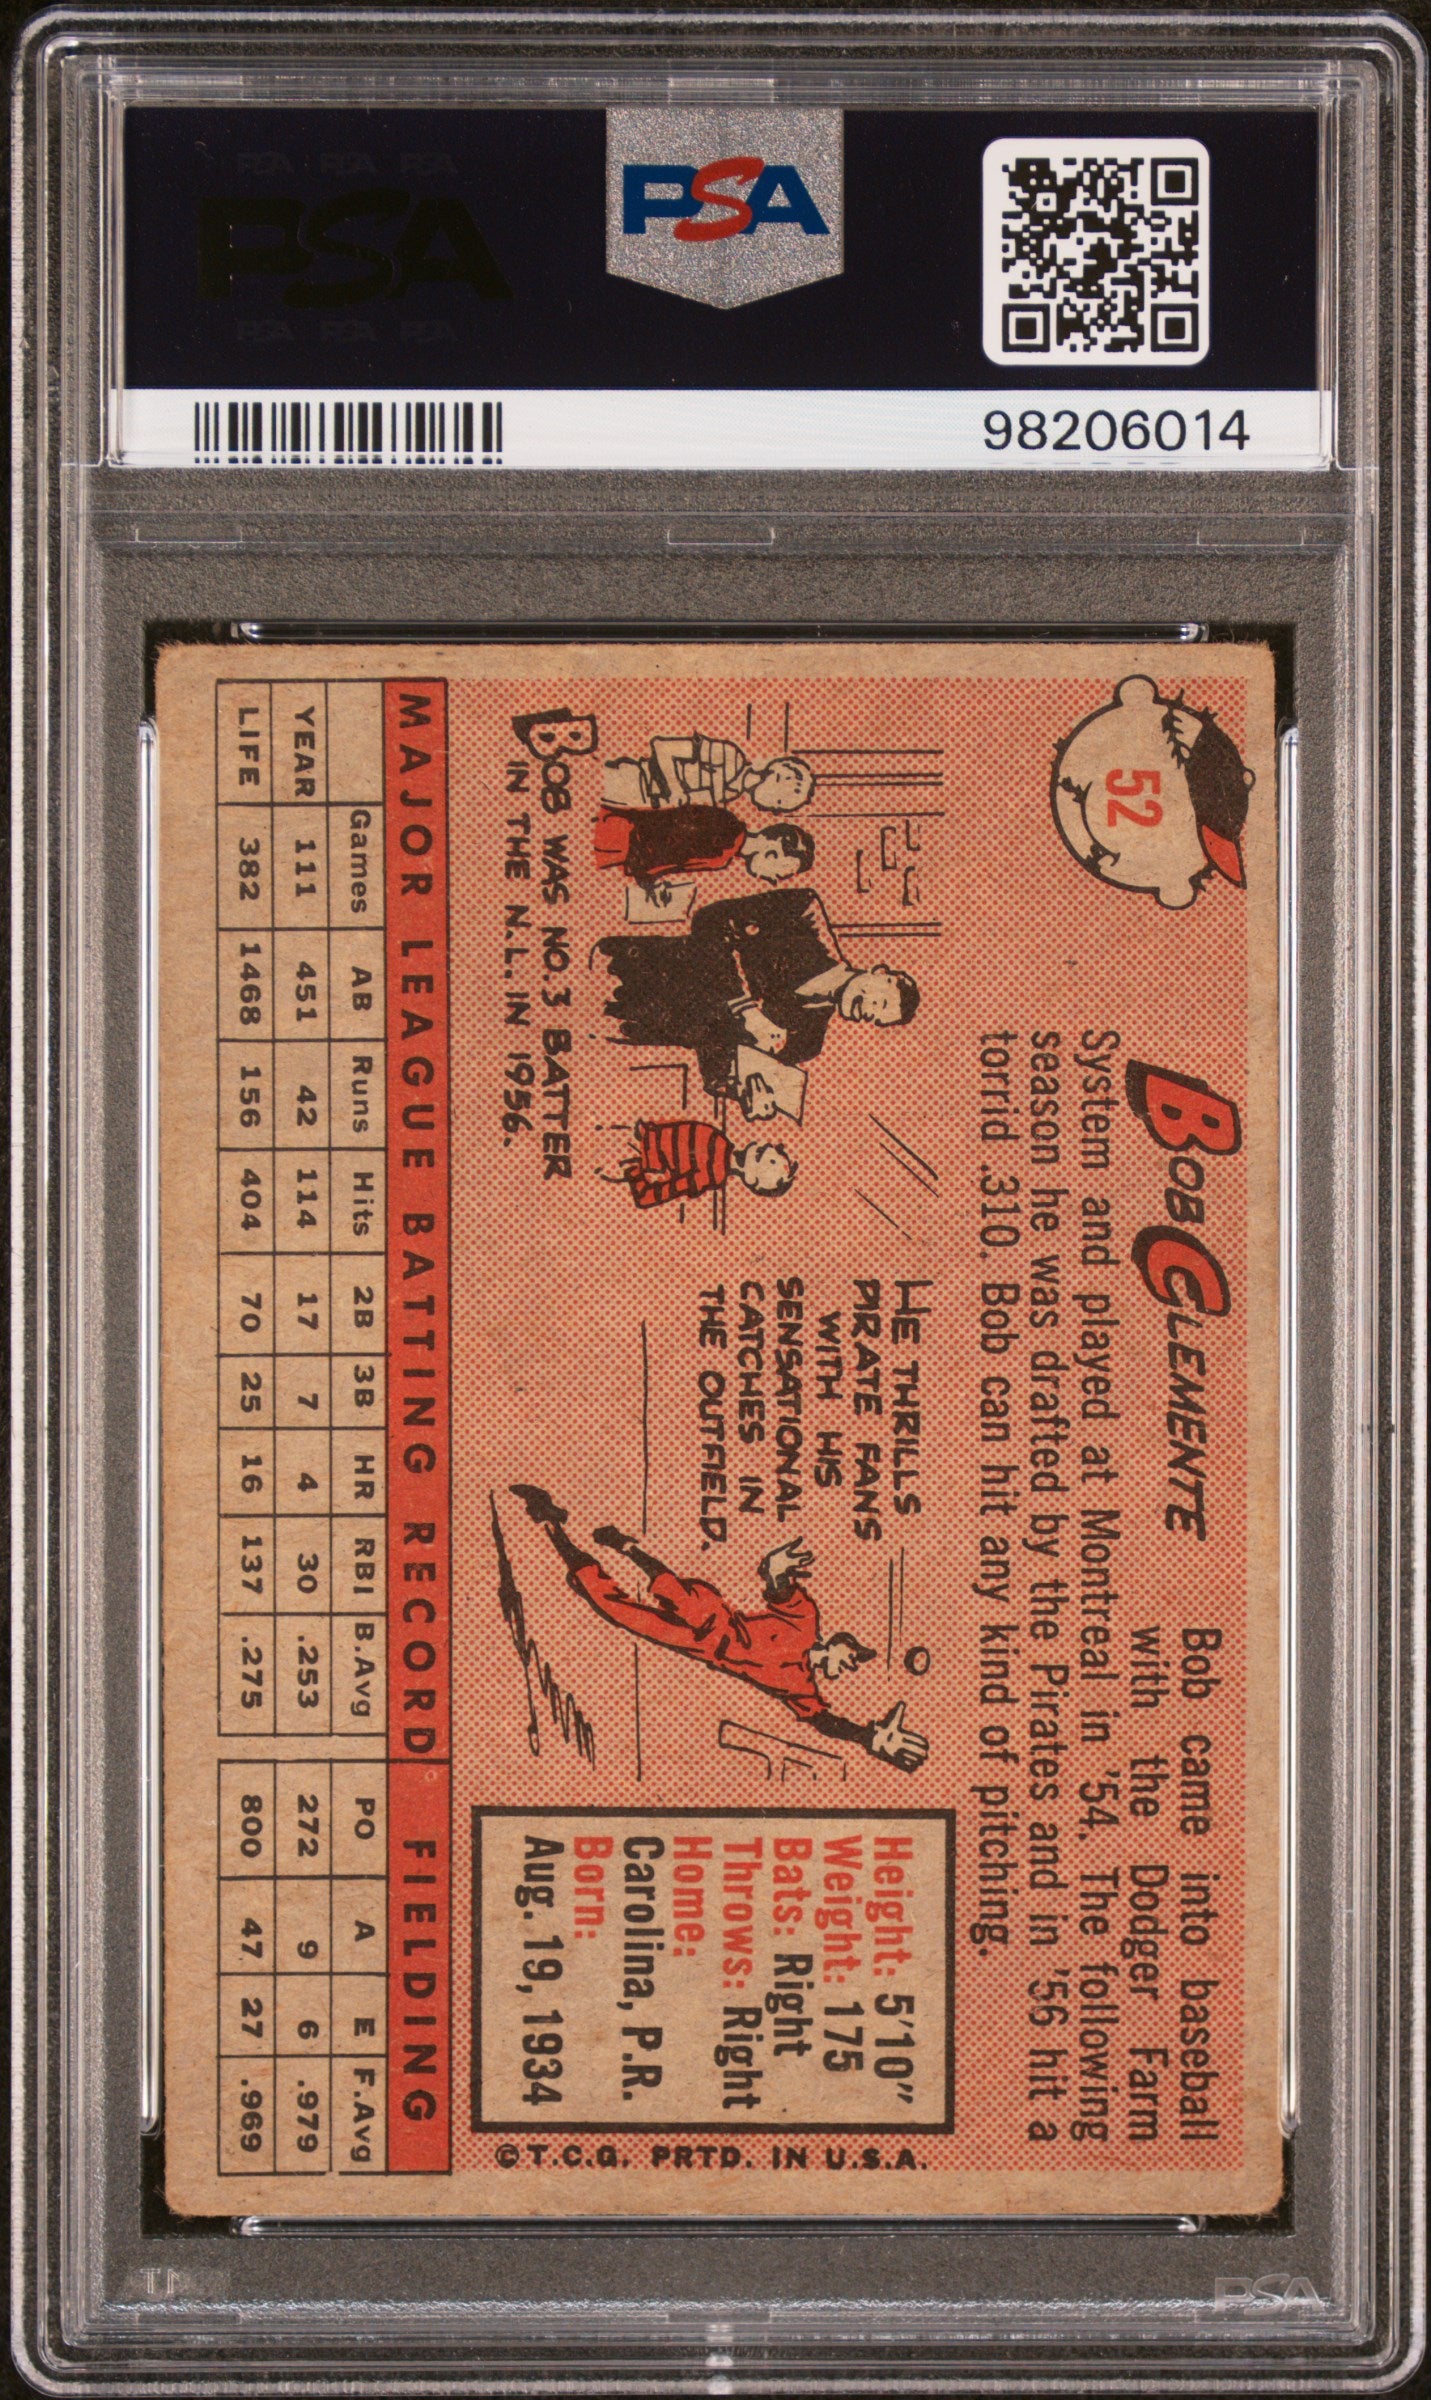 PSA
PSA PSA PSA
PSA
PSA PSA PSA
98206014
52
BOB CLEMENTE
Bob came into baseball
with the Dodger Farm
System and played at Montreal in '54. The following
season he was drafted by the Pirates and in '56 hit a
torrid .310. Bob can hit any kind of pitching.
BOB WAS NO. 3 BATTER
IN THE N.L. IN 1956.
HE THRILLS
PIRATE FANS
WITH HIS
SENSATIONAL
CATCHES IN
THE OUTFIELD.
Height: 5'10"
Weight: 175
Bats: Right
Throws: Right
Home:
Carolina, P.R.
Born:
Aug. 19, 1934
© T.C.G. PRTD. IN U.S.A.
MAJOR LEAGUE BATTING RECORD FIELDING
Games AB Runs Hits 2B 3B HR RBI B.Avg PO A E F.Avg
YEAR 111 451 42 114 17 7 4 30 .253 272 9 6 .979
LIFE 382 1468 156 404 70 25 16 137 .275 800 47 27 .969
PSA